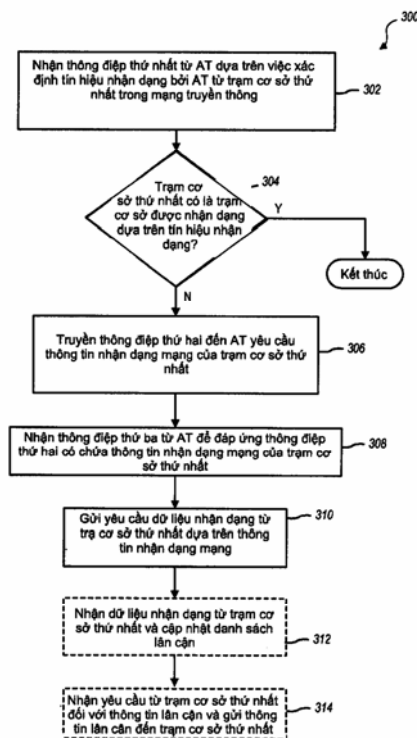 300
Nhận thông điệp thứ nhất từ AT dựa trên việc xác
định tín hiệu nhận dạng bởi AT từ trạm cơ sở thứ
nhất trong mạng truyền thông
302
Trạm cơ
sở thứ nhất có là trạm
cơ sở được nhận dạng
dựa trên tín hiệu nhận
dạng?
304
Y
Kết thúc
N
Truyền thông điệp thứ hai đến AT yêu cầu
thông tin nhận dạng mạng của trạm cơ sở thứ
nhất
306
Nhận thông điệp thứ ba từ AT để đáp ứng thông điệp
thứ hai có chứa thông tin nhận dạng mạng của trạm cơ
sở thứ nhất
308
Gửi yêu cầu dữ liệu nhận dạng từ
trạ cơ sở thứ nhất dựa trên thông
tin nhận dạng mạng
310
Nhận dữ liệu nhận dạng từ trạm cơ
sở thứ nhất và cập nhật danh sách
lân cận
312
Nhận yêu cầu từ trạm cơ sở thứ nhất
đối với thông tin lân cận và gửi thông
tin lân cận đến trạm cơ sở thứ nhất
314